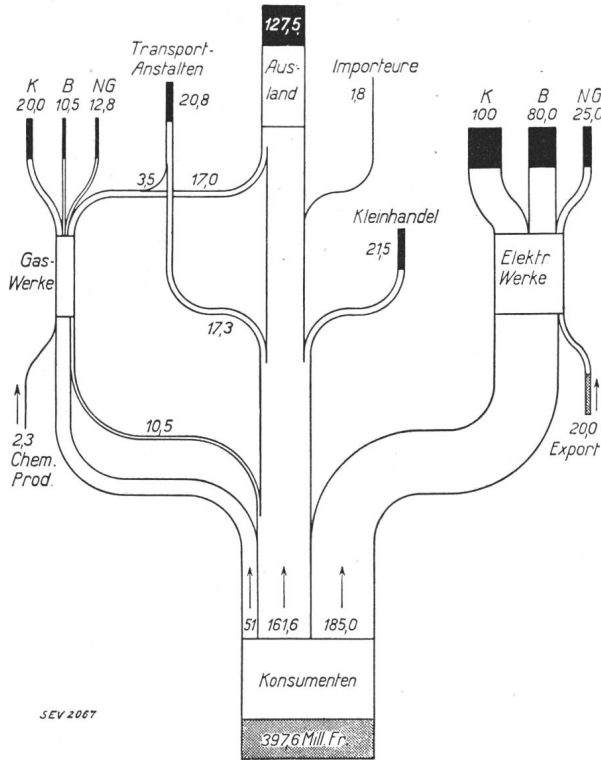 127,5
Aus-
land
Transport-
Anstalten
20,8
Importeure
1,8
K
20,0
B
10,5
NG
12,8
K
100
B
80,0
NG
25,0
3,5
17,0
Kleinhandel
21,5
Gas-
Werke
Elektr
Werke
17,3
2,3
Chem.
Prod.
10,5
20,0
Export
51
161,6
185,0
Konsumenten
397,6 Mill. Fr.
SEV 2067